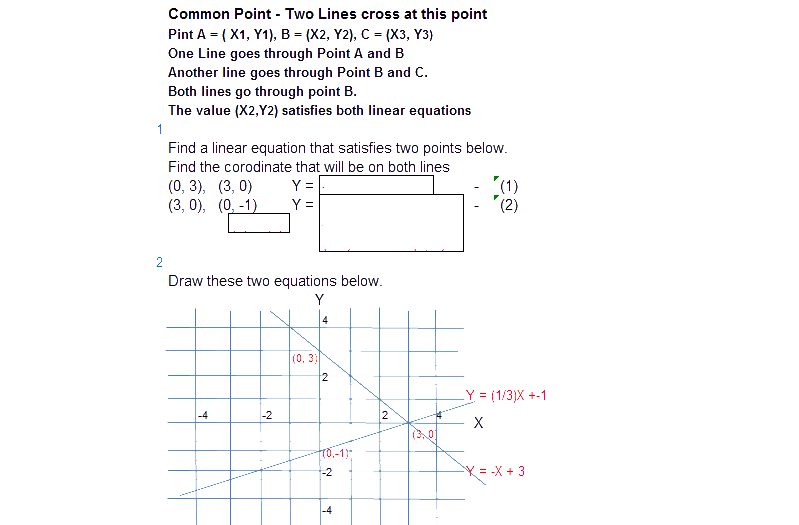 Common Point - Two Lines cross at this point
Pint A = ( X1, Y1), B = (X2, Y2), C = (X3, Y3)
One Line goes through Point A and B
Another line goes through Point B and C.
Both lines go through point B.
The value (X2,Y2) satisfies both linear equations
1
Find a linear equation that satisfies two points below.
Find the corodinate that will be on both lines
(0, 3), (3, 0) Y = - (1)
(3, 0), (0, -1) Y = - (2)
2
Draw these two equations below.
Y
4
(0, 3)
2
Y = (1/3)X +-1
-4 -2 2 4
X
(3, 0)
(0,-1)
-2
Y = -X + 3
-4